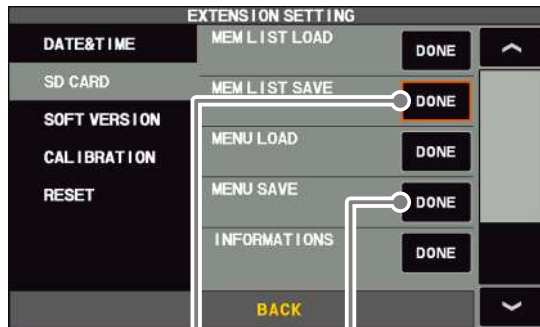 EXTENSION SETTING
DATE&TIME
SD CARD
SOFT VERSION
CALIBRATION
RESET
MEM LIST LOAD
DONE
MEM LIST SAVE
DONE
MENU LOAD
DONE
MENU SAVE
DONE
INFORMATIONS
DONE
BACK